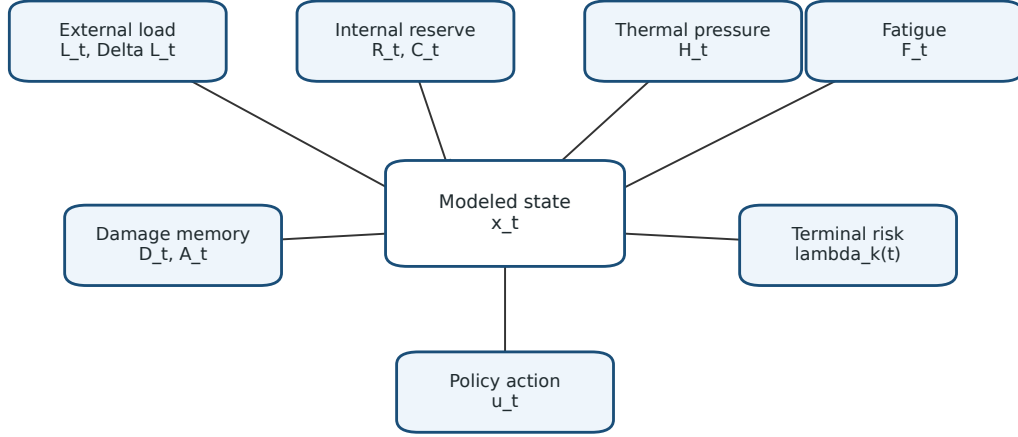 External load
L_t, Delta L_t
Internal reserve
R_t, C_t
Thermal pressure
H_t
Fatigue
F_t
Modeled state
x_t
Damage memory
D_t, A_t
Terminal risk
lambda_k(t)
Policy action
u_t